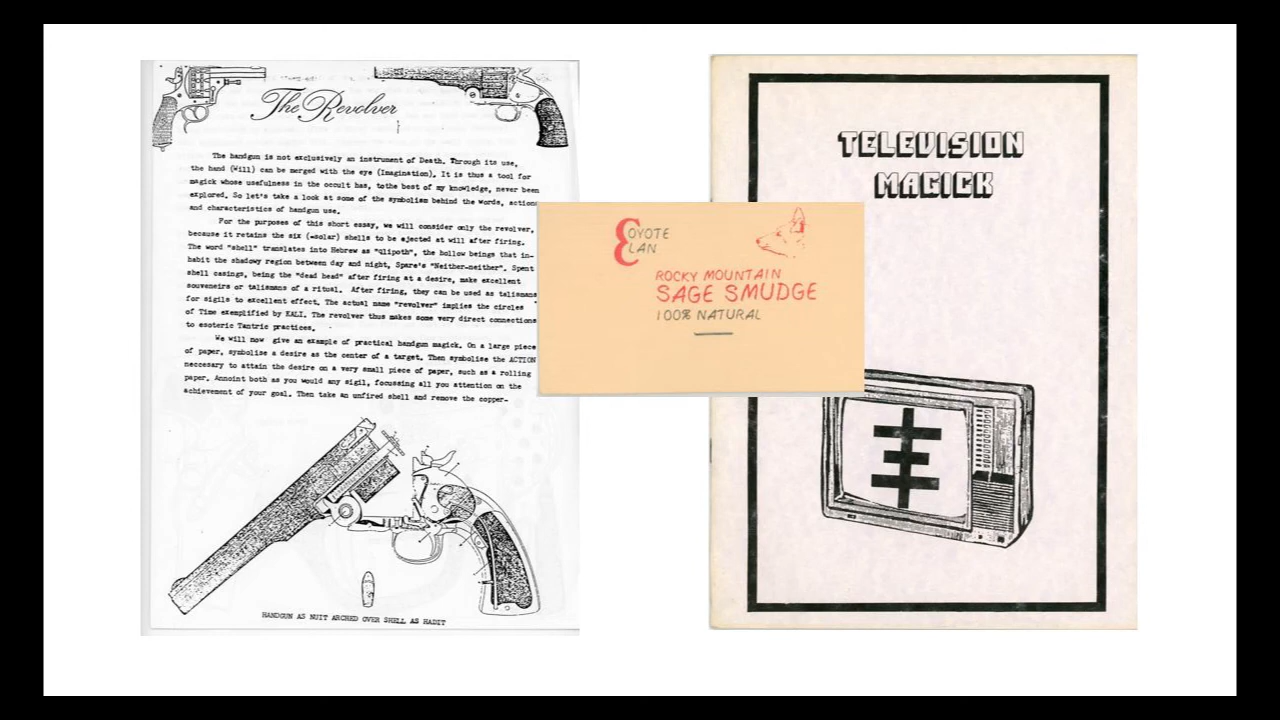 The Revolver
The handgun is not exclusively an instrument of Death. Through its use,
the hand (Will) can be merged with the eye (Imagination). It is thus a tool for
magick whose usefulness in the occult has, tothe best of my knowledge, never been
explored. So let's take a look at some of the symbolism behind the words, actions
and characteristics of handgun use.
For the purposes of this short essay, we will consider only the revolver,
because it retains the six (=solar) shells to be ejected at will after firing.
The word "shell" translates into Hebrew as "qlipoth", the hollow beings that in-
habit the shadowy region between day and night, Spare's "Neither-neither". Spent
shell casings, being the "dead head" after firing at a desire, make excellent
souveneirs or talismans of a ritual. After firing, they can be used as talismans
for sigils to excellent effect. The actual name "revolver" implies the circles
of Time exemplified by KALI. The revolver thus makes some very direct connections
to esoteric Tantric practices.
We will now give an example of practical handgun magick. On a large piece
of paper, symbolise a desire as the center of a target. Then symbolise the ACTION
neccesary to attain the desire on a very small piece of paper, such as a rolling
paper. Annoint both as you would any sigil, focussing all you attention on the
achievement of your goal. Then take an unfired shell and remove the copper-
HANDGUN AS NUIT ARCHED OVER SHELL AS HADIT
COYOTE
CLAN
ROCKY MOUNTAIN
SAGE SMUDGE
100% NATURAL
TELEVISION
MAGICK